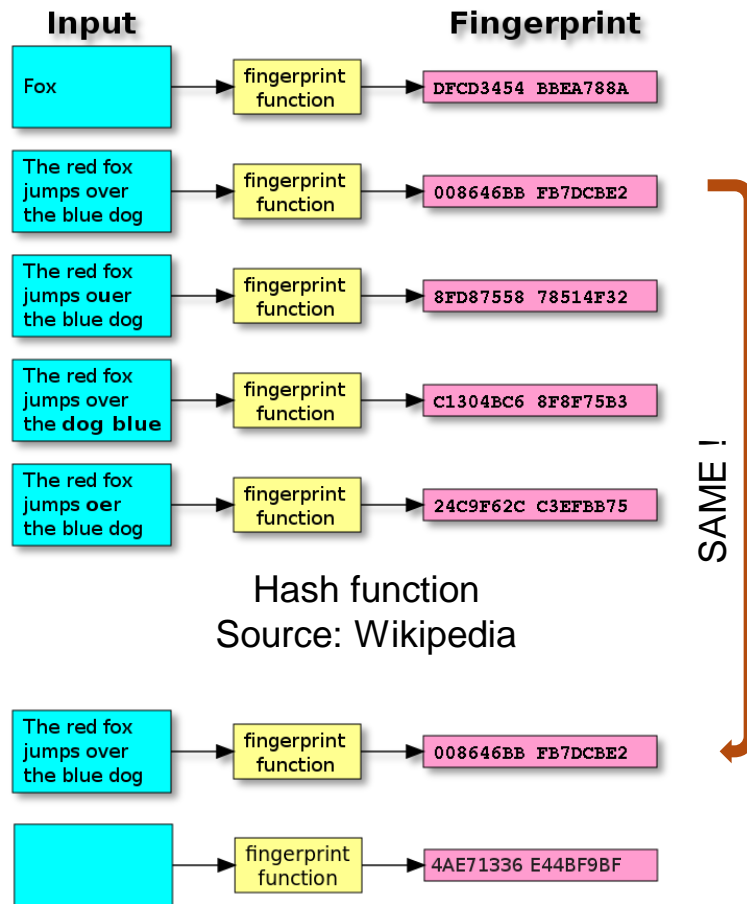 Input Fingerprint
Fox
fingerprint
function
DFCD3454 BBEA788A
The red fox
jumps over
the blue dog
fingerprint
function
008646BB FB7DCBE2
The red fox
jumps ouer
the blue dog
fingerprint
function
8FD87558 78514F32
The red fox
jumps over
the dog blue
fingerprint
function
C1304BC6 8F8F75B3
The red fox
jumps oer
the blue dog
fingerprint
function
24C9F62C C3EFBB75
SAME !
Hash function
Source: Wikipedia
The red fox
jumps over
the blue dog
fingerprint
function
008646BB FB7DCBE2
fingerprint
function
4AE71336 E44BF9BF